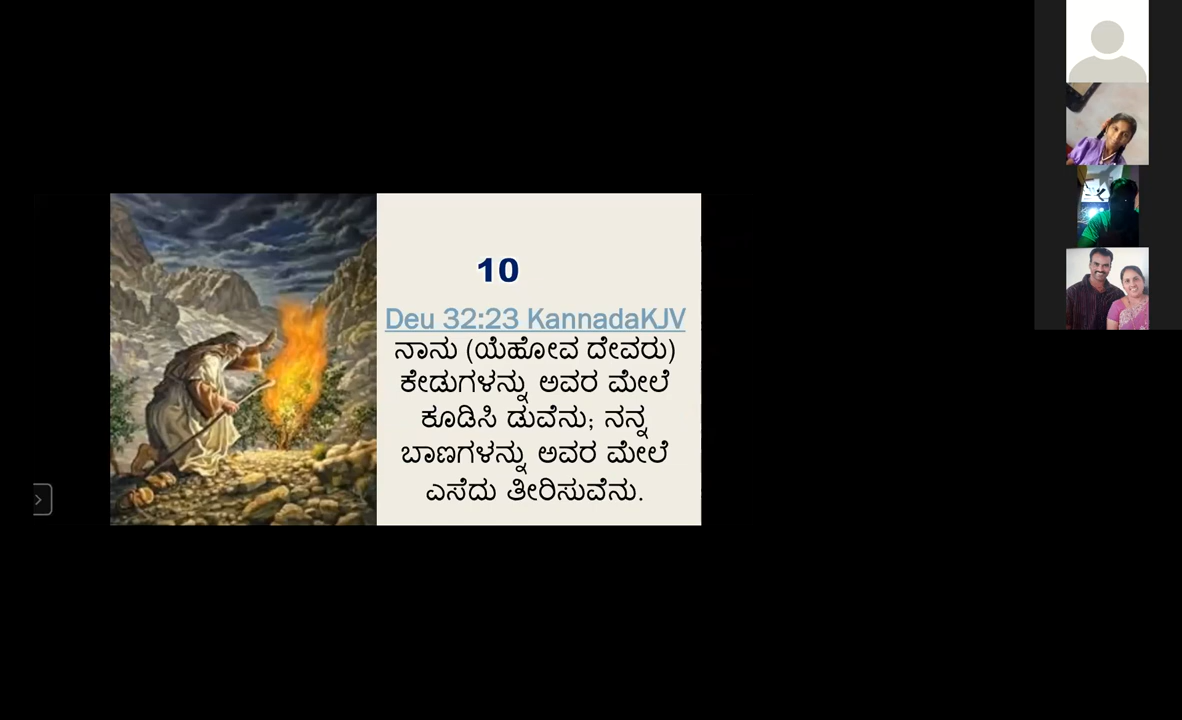 10
Deu 32:23 KannadaKJV
ನಾನು (ಯೆಹೋವ ದೇವರು)
ಕೇಡುಗಳನ್ನು ಅವರ ಮೇಲೆ
ಕೂಡಿಸಿ ಡುವೆನು; ನನ್ನ
ಬಾಣಗಳನ್ನು ಅವರ ಮೇಲೆ
ಎಸೆದು ತೀರಿಸುವೆನು.